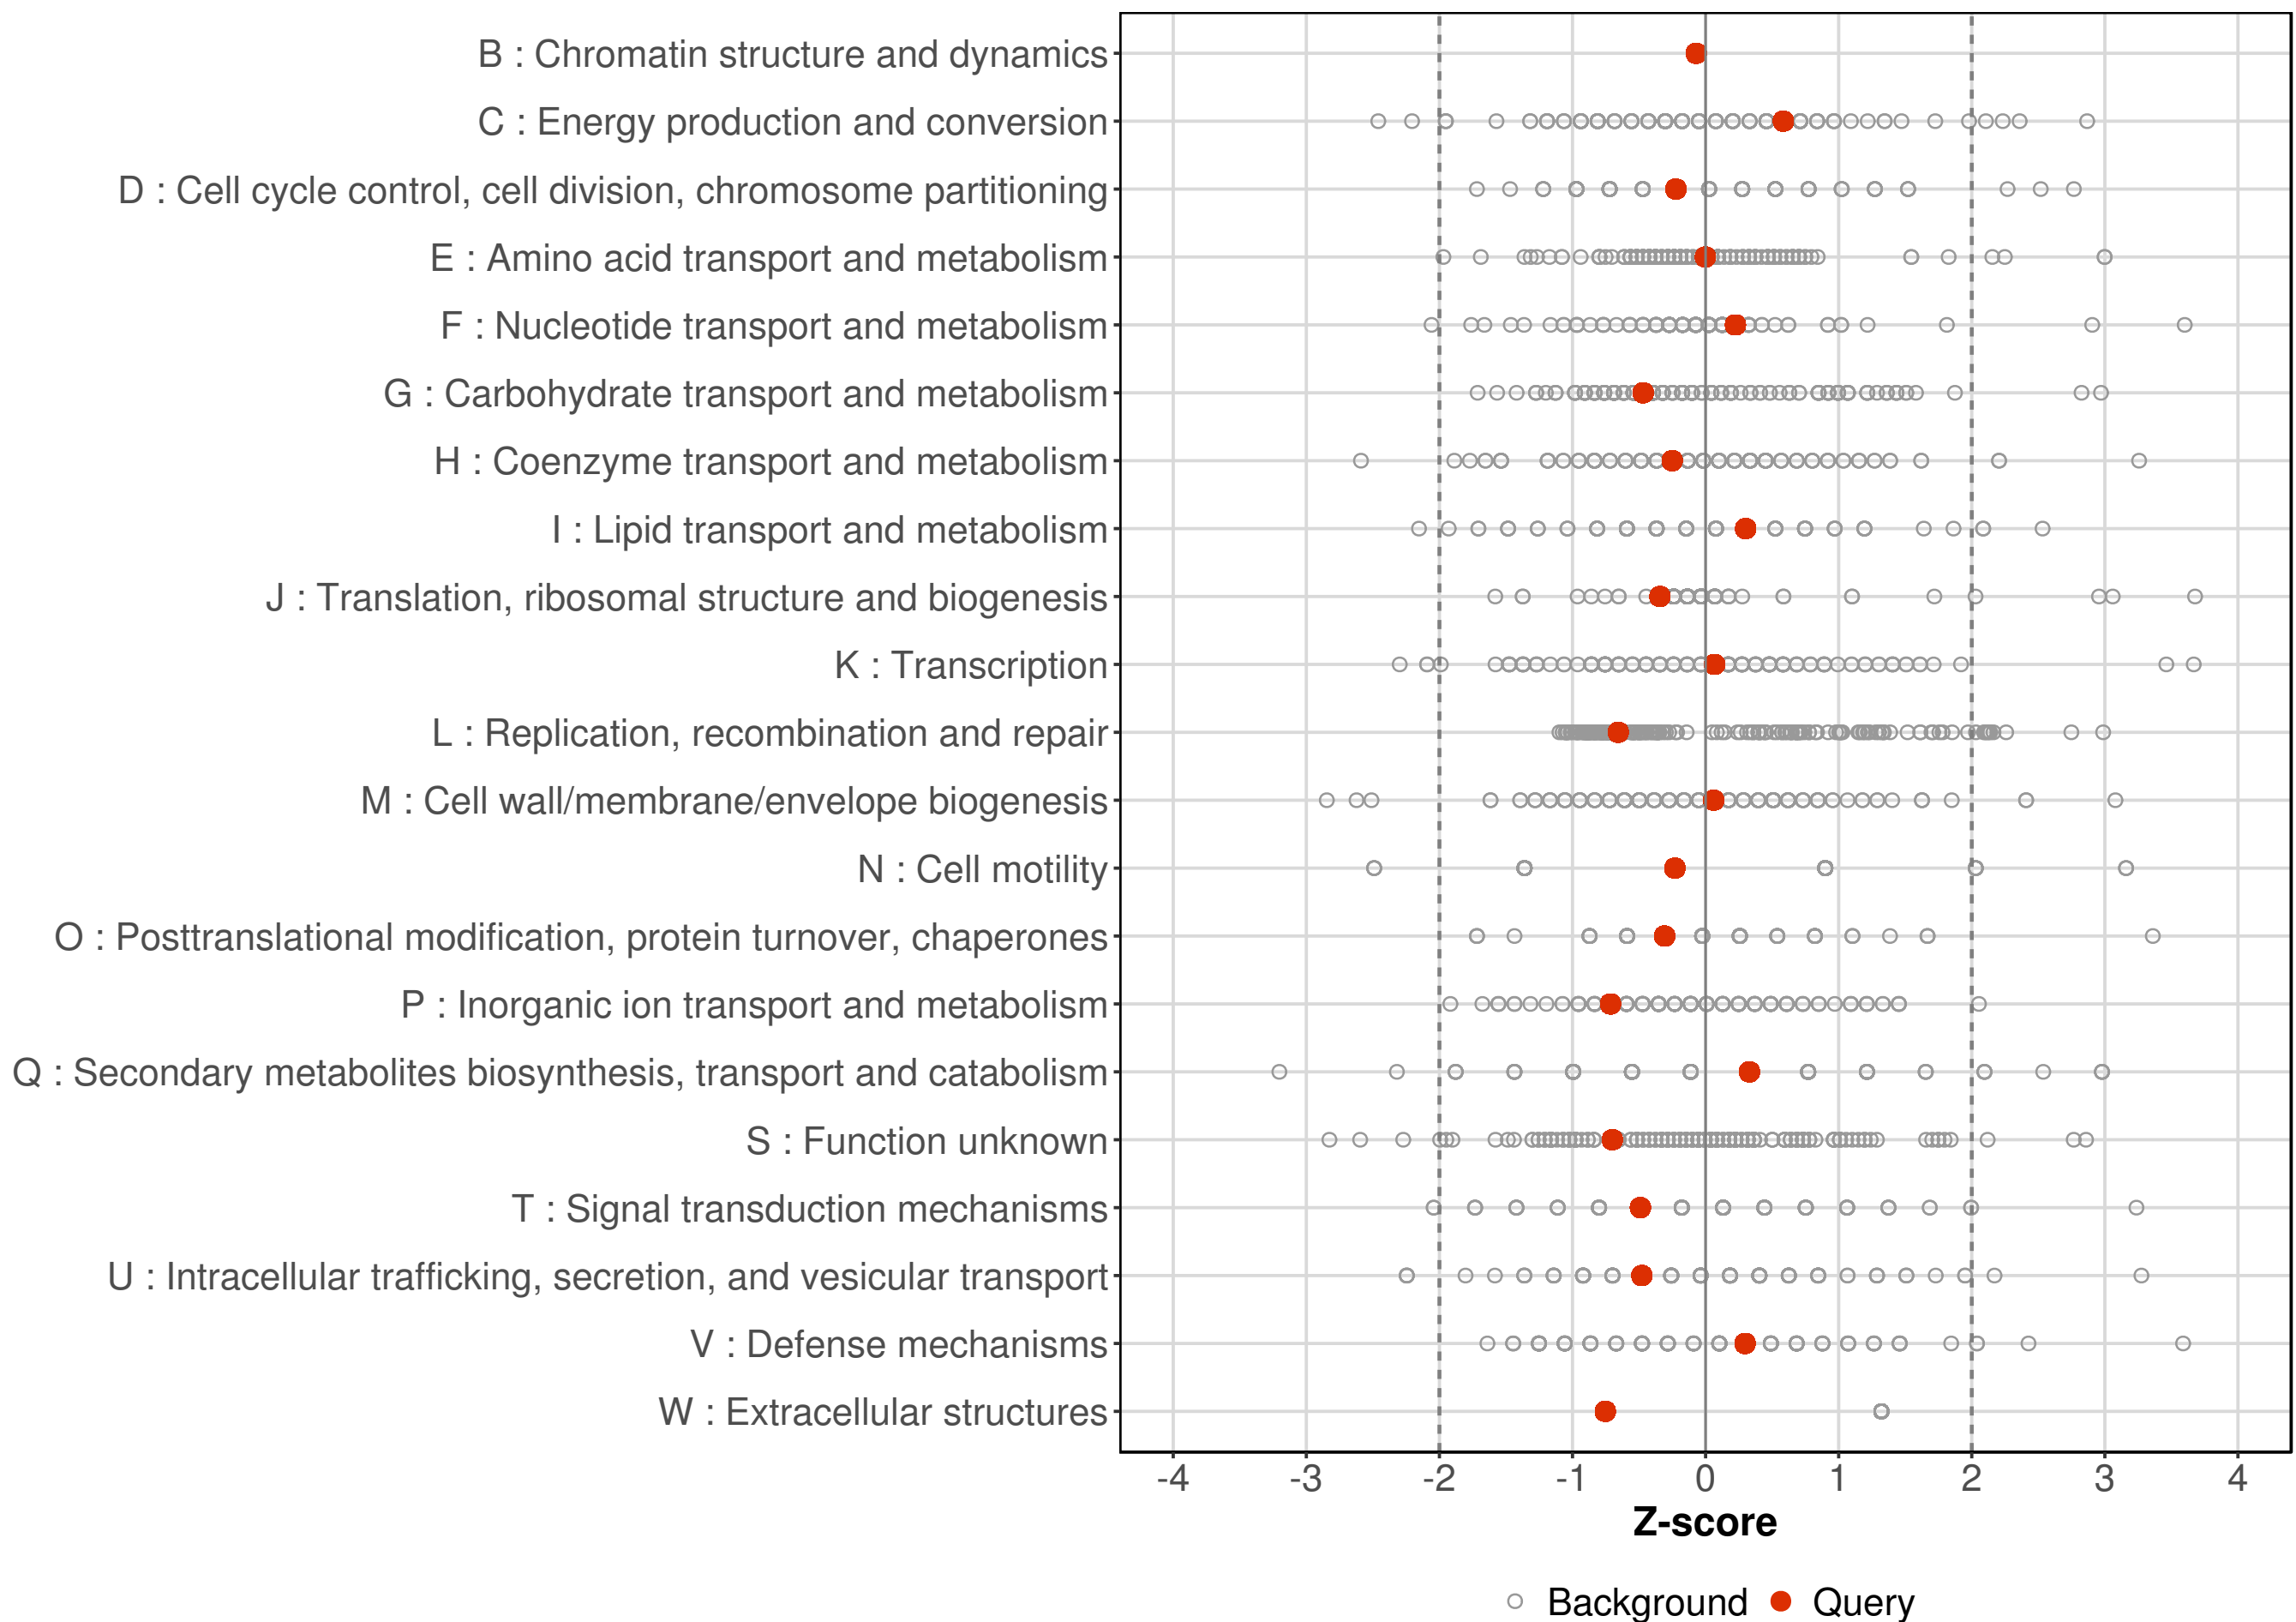 B : Chromatin structure and dynamics
C : Energy production and conversion
D : Cell cycle control, cell division, chromosome partitioning
E : Amino acid transport and metabolism
F : Nucleotide transport and metabolism
G : Carbohydrate transport and metabolism
H : Coenzyme transport and metabolism
I : Lipid transport and metabolism
J : Translation, ribosomal structure and biogenesis
K : Transcription
L : Replication, recombination and repair
M : Cell wall/membrane/envelope biogenesis
N : Cell motility
O : Posttranslational modification, protein turnover, chaperones
P : Inorganic ion transport and metabolism
Q : Secondary metabolites biosynthesis, transport and catabolism
S : Function unknown
T : Signal transduction mechanisms
U : Intracellular trafficking, secretion, and vesicular transport
V : Defense mechanisms
W : Extracellular structures
-4 -3 -2 -1 0 1 2 3 4
Z-score
Background Query